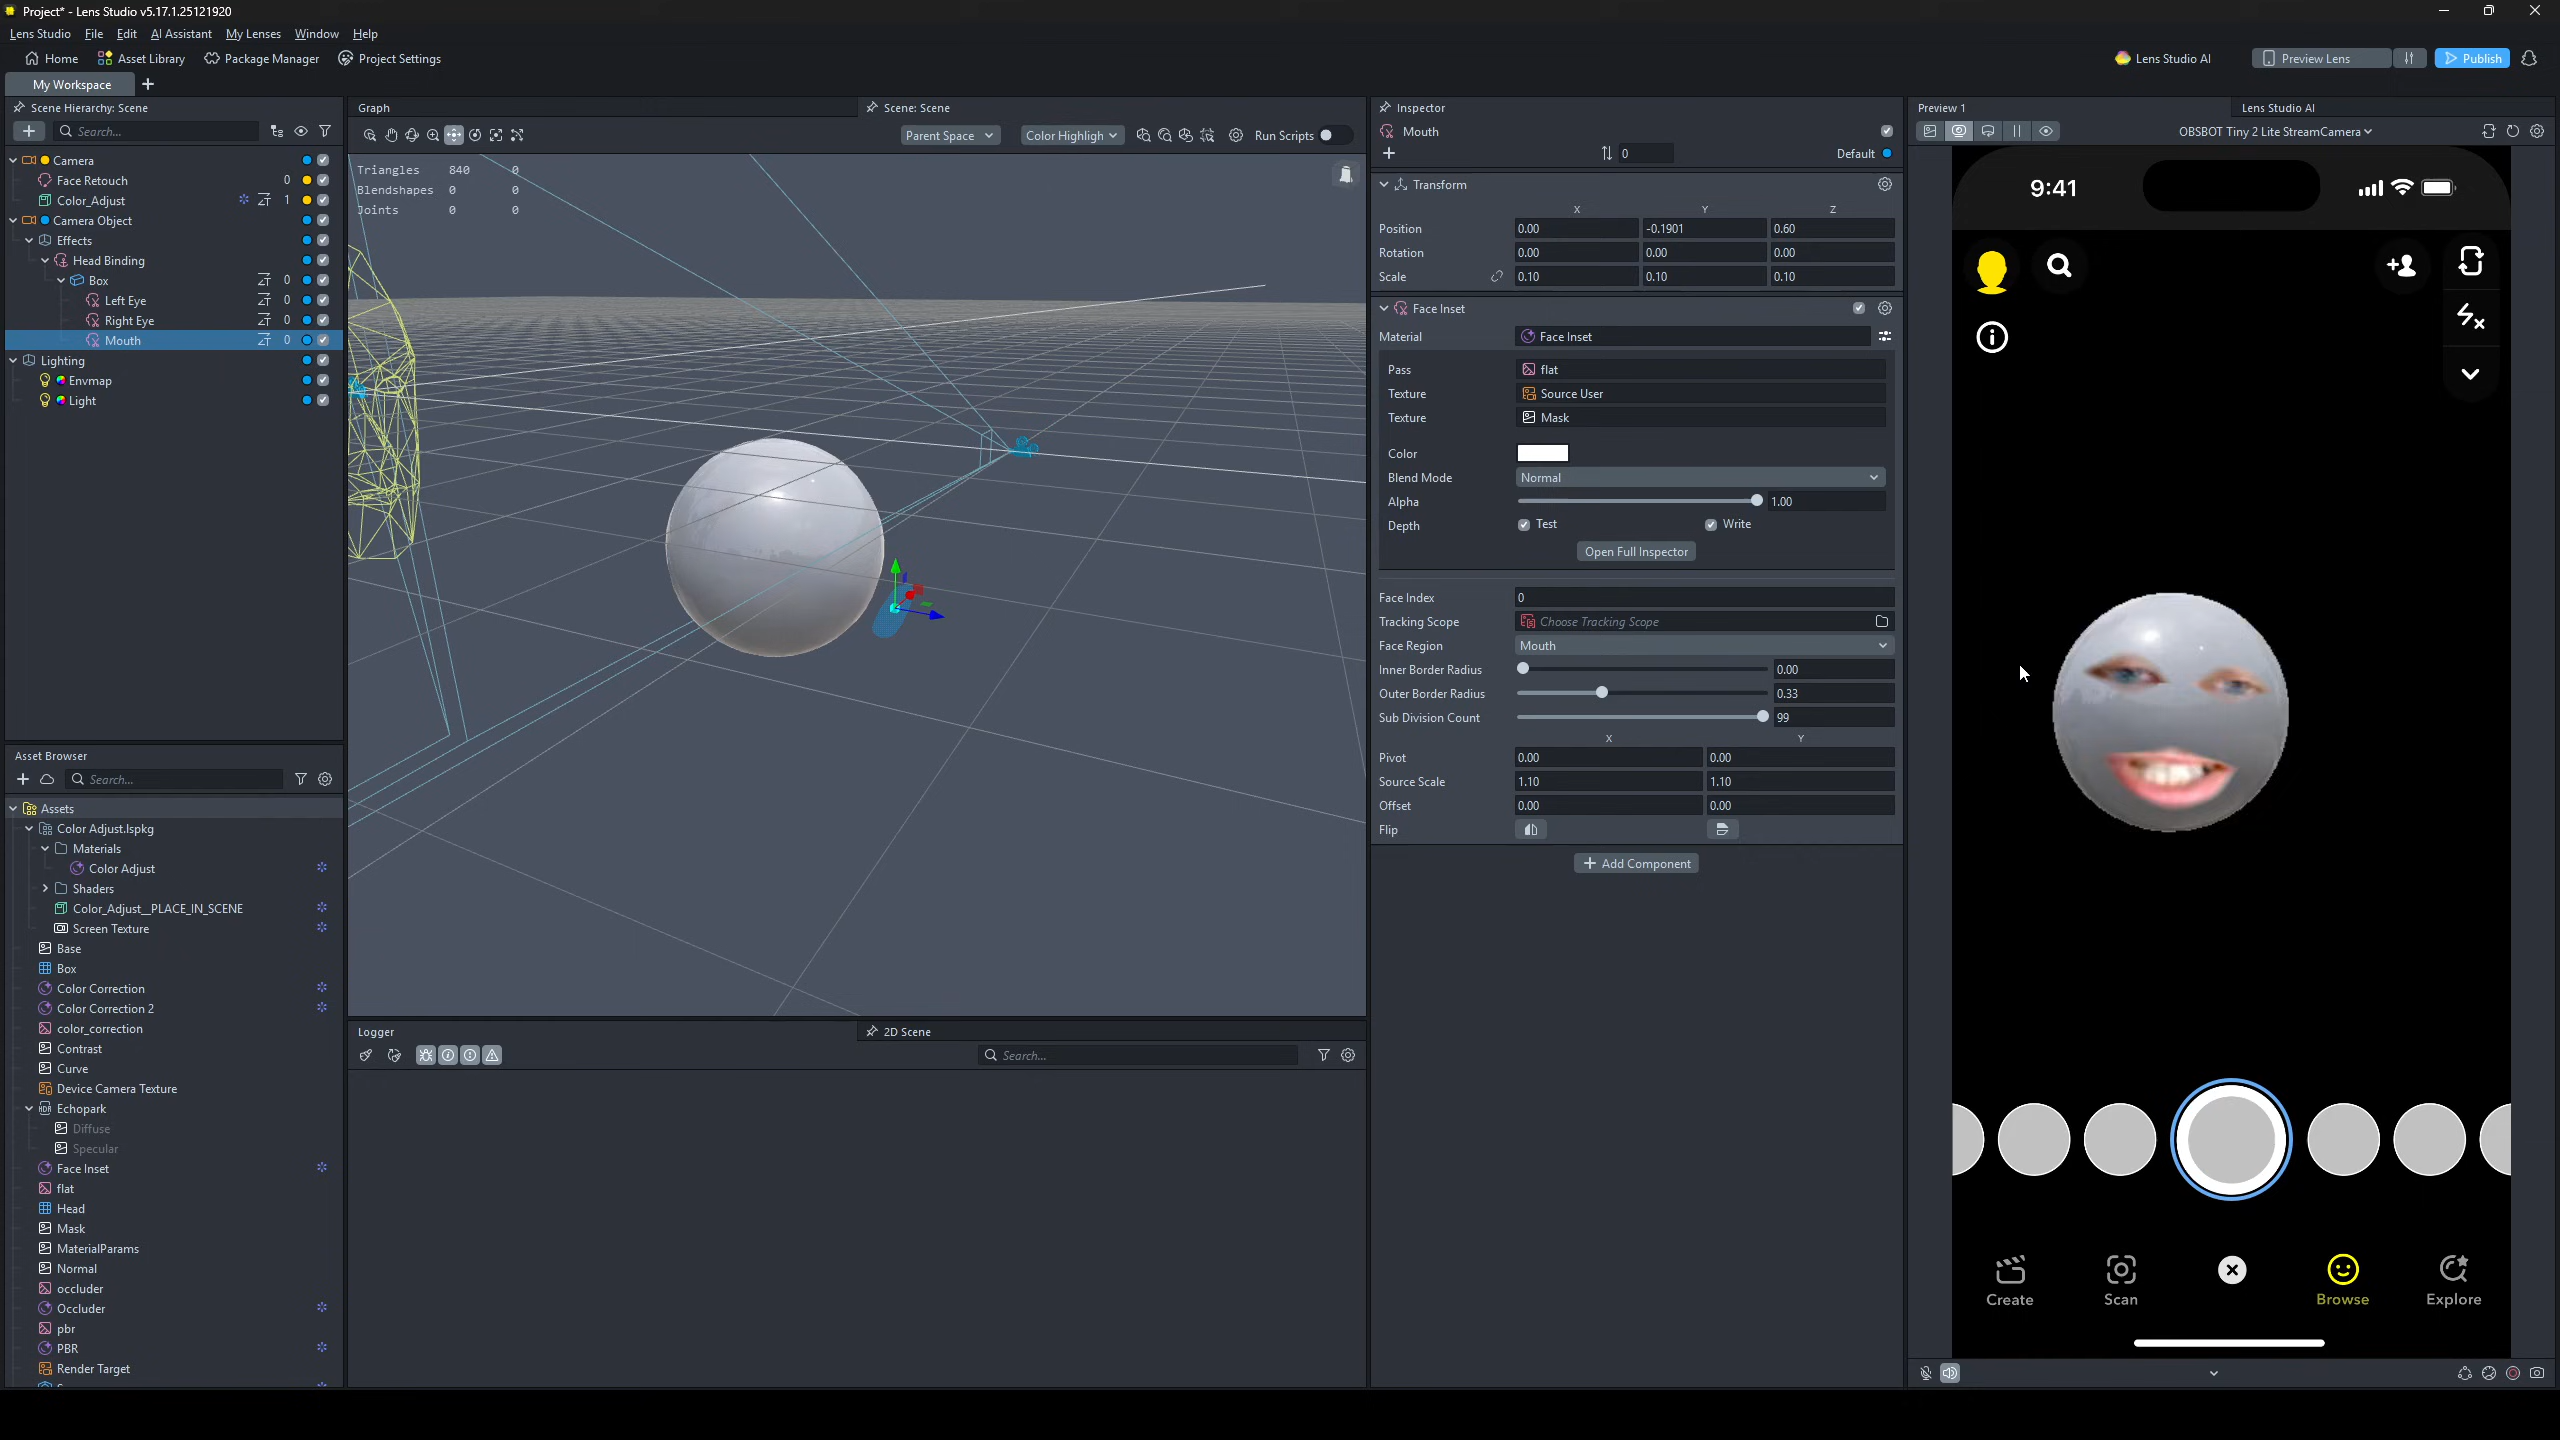 Project* - Lens Studio v5.17.1.25121920
Lens Studio File Edit AI Assistant My Lenses Window Help
Home Asset Library Package Manager Project Settings
Lens Studio AI Preview Lens Publish
My Workspace
Scene Hierarchy: Scene
Search...
Camera
Face Retouch 0
Color_Adjust 1
Camera Object
Effects
Head Binding
Box 0
Left Eye 0
Right Eye 0
Mouth 0
Lighting
Envmap
Light
Asset Browser
Search...
Assets
Color Adjust.lspkg
Materials
Color Adjust
Shaders
Color_Adjust__PLACE_IN_SCENE
Screen Texture
Base
Box
Color Correction
Color Correction 2
color_correction
Contrast
Curve
Device Camera Texture
Echopark
Diffuse
Specular
Face Inset
flat
Head
Mask
MaterialParams
Normal
occluder
Occluder
pbr
PBR
Render Target
Graph
Scene: Scene
Parent Space Color Highligh Run Scripts
Triangles 840 0
Blendshapes 0 0
Joints 0 0
Logger
2D Scene
Search...
Inspector
Mouth
0 Default
Transform
X Y Z
Position 0.00 -0.1901 0.60
Rotation 0.00 0.00 0.00
Scale 0.10 0.10 0.10
Face Inset
Material Face Inset
Pass flat
Texture Source User
Texture Mask
Color
Blend Mode Normal
Alpha 1.00
Depth Test Write
Open Full Inspector
Face Index 0
Tracking Scope Choose Tracking Scope
Face Region Mouth
Inner Border Radius 0.00
Outer Border Radius 0.33
Sub Division Count 99
X Y
Pivot 0.00 0.00
Source Scale 1.10 1.10
Offset 0.00 0.00
Flip
Add Component
Preview 1
Lens Studio AI
OBSBOT Tiny 2 Lite StreamCamera
9:41
Create Scan Browse Explore